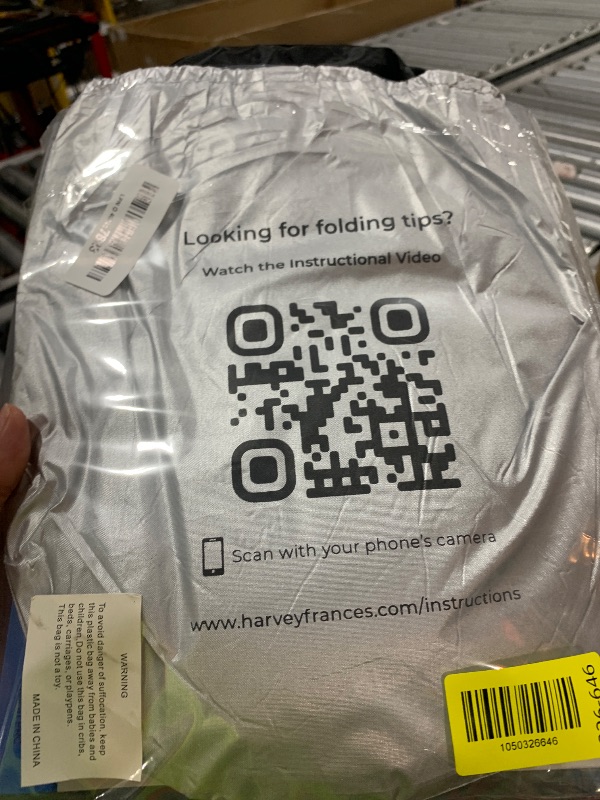 Looking for folding tips?
Watch the Instructional Video
Scan with your phone's camera
www.harveyfrances.com/instructions
WARNING
To avoid danger of suffocation, keep
this plastic bag away from babies and
children. Do not use this bag in cribs,
beds, carriages, or playpens.
This bag is not a toy.
MADE IN CHINA
1050326646